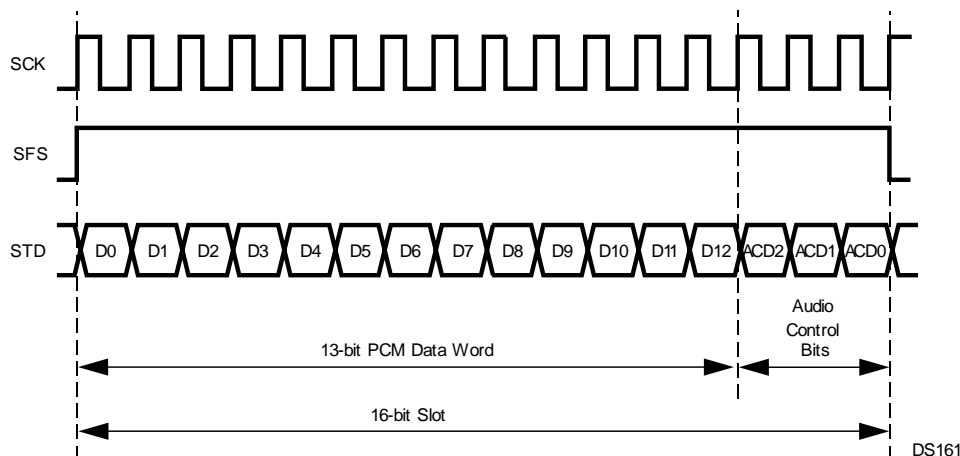 SCK
SFS
STD
D0 D1 D2 D3 D4 D5 D6 D7 D8 D9 D10 D11 D12 ACD2 ACD1 ACD0
Audio
Control
Bits
13-bit PCM Data Word
16-bit Slot
DS161